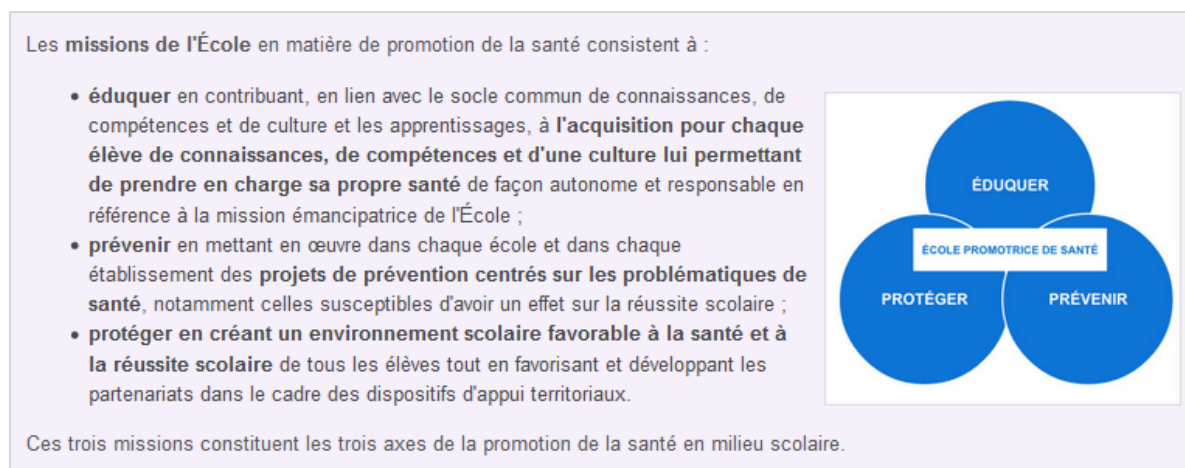 Les missions de l'École en matière de promotion de la santé consistent à :
• éduquer en contribuant, en lien avec le socle commun de connaissances, de
compétences et de culture et les apprentissages, à l'acquisition pour chaque
élève de connaissances, de compétences et d'une culture lui permettant
de prendre en charge sa propre santé de façon autonome et responsable en
référence à la mission émancipatrice de l'École ;
• prévenir en mettant en œuvre dans chaque école et dans chaque
établissement des projets de prévention centrés sur les problématiques de
santé, notamment celles susceptibles d'avoir un effet sur la réussite scolaire ;
• protéger en créant un environnement scolaire favorable à la santé et à
la réussite scolaire de tous les élèves tout en favorisant et développant les
partenariats dans le cadre des dispositifs d'appui territoriaux.
ÉDUQUER
ÉCOLE PROMOTRICE DE SANTÉ
PROTÉGER
PRÉVENIR
Ces trois missions constituent les trois axes de la promotion de la santé en milieu scolaire.